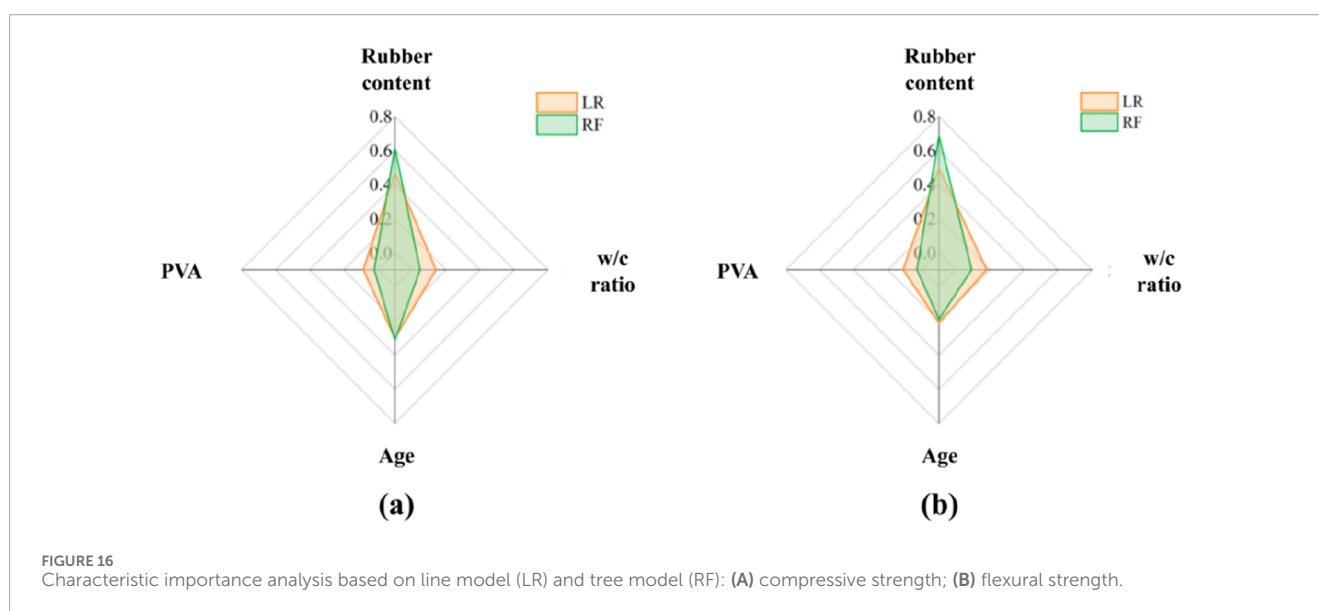 Rubber
content
0.8
0.6
0.4
0.2
0.0
LR
RF
PVA
w/c
ratio
Age
(a)
Rubber
content
0.8
0.6
0.4
0.2
0.0
LR
RF
PVA
w/c
ratio
Age
(b)
FIGURE 16
Characteristic importance analysis based on line model (LR) and tree model (RF): (A) compressive strength; (B) flexural strength.